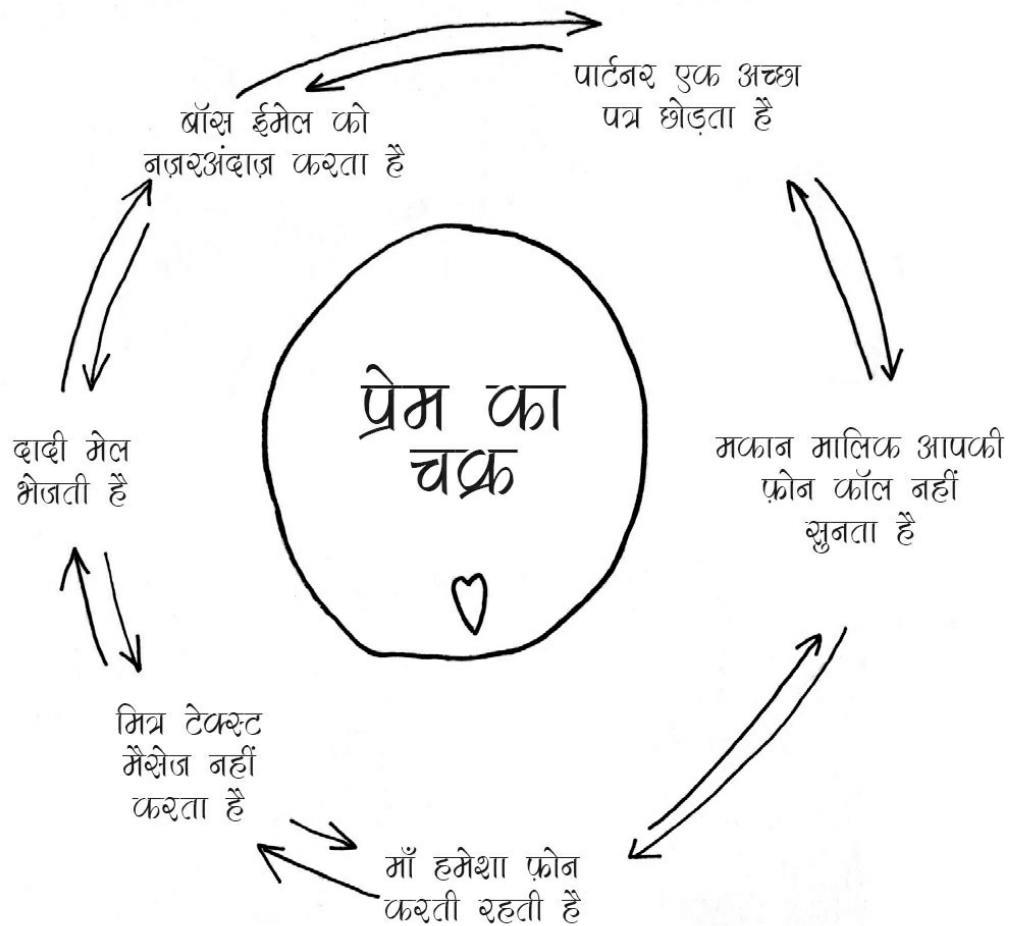 बॉस ईमेल को
नज़रअंदाज़ करता है
पार्टनर एक अच्छा
पत्र छोड़ता है
प्रेम का
चक्र
दादी मेल
भेजती है
मकान मालिक आपकी
फ़ोन कॉल नहीं
सुनता है
मित्र टेक्स्ट
मैसेज नहीं
करता है
माँ हमेशा फ़ोन
करती रहती है